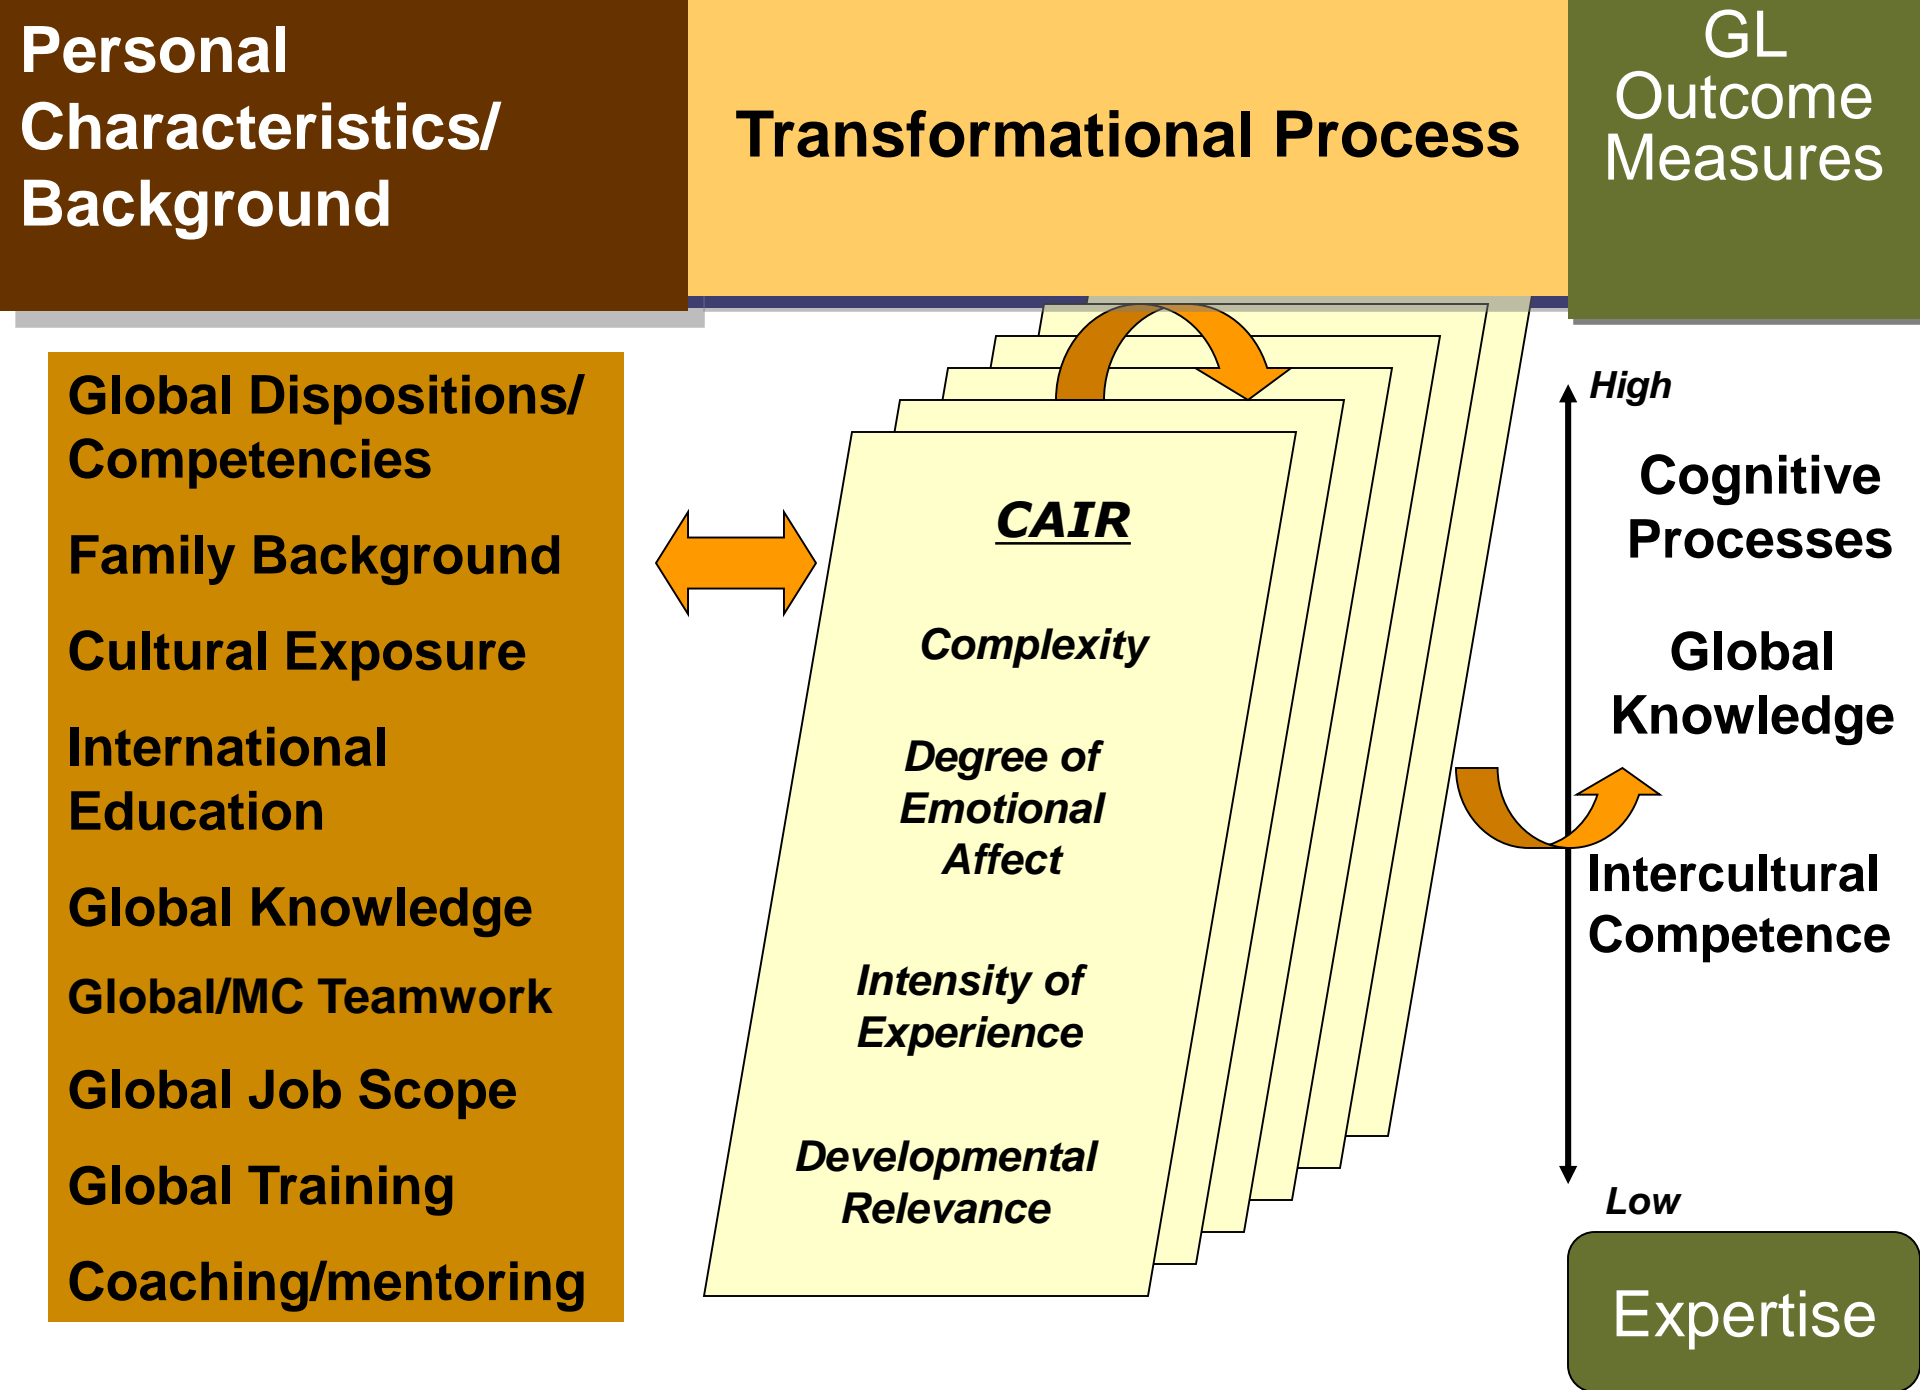 Personal
Characteristics/
Background
Transformational Process
GL
Outcome
Measures
Global Dispositions/
Competencies
Family Background
Cultural Exposure
International
Education
Global Knowledge
Global/MC Teamwork
Global Job Scope
Global Training
Coaching/mentoring
CAIR
Complexity
Degree of
Emotional
Affect
Intensity of
Experience
Developmental
Relevance
High
Cognitive
Processes
Global
Knowledge
Intercultural
Competence
Low
Expertise